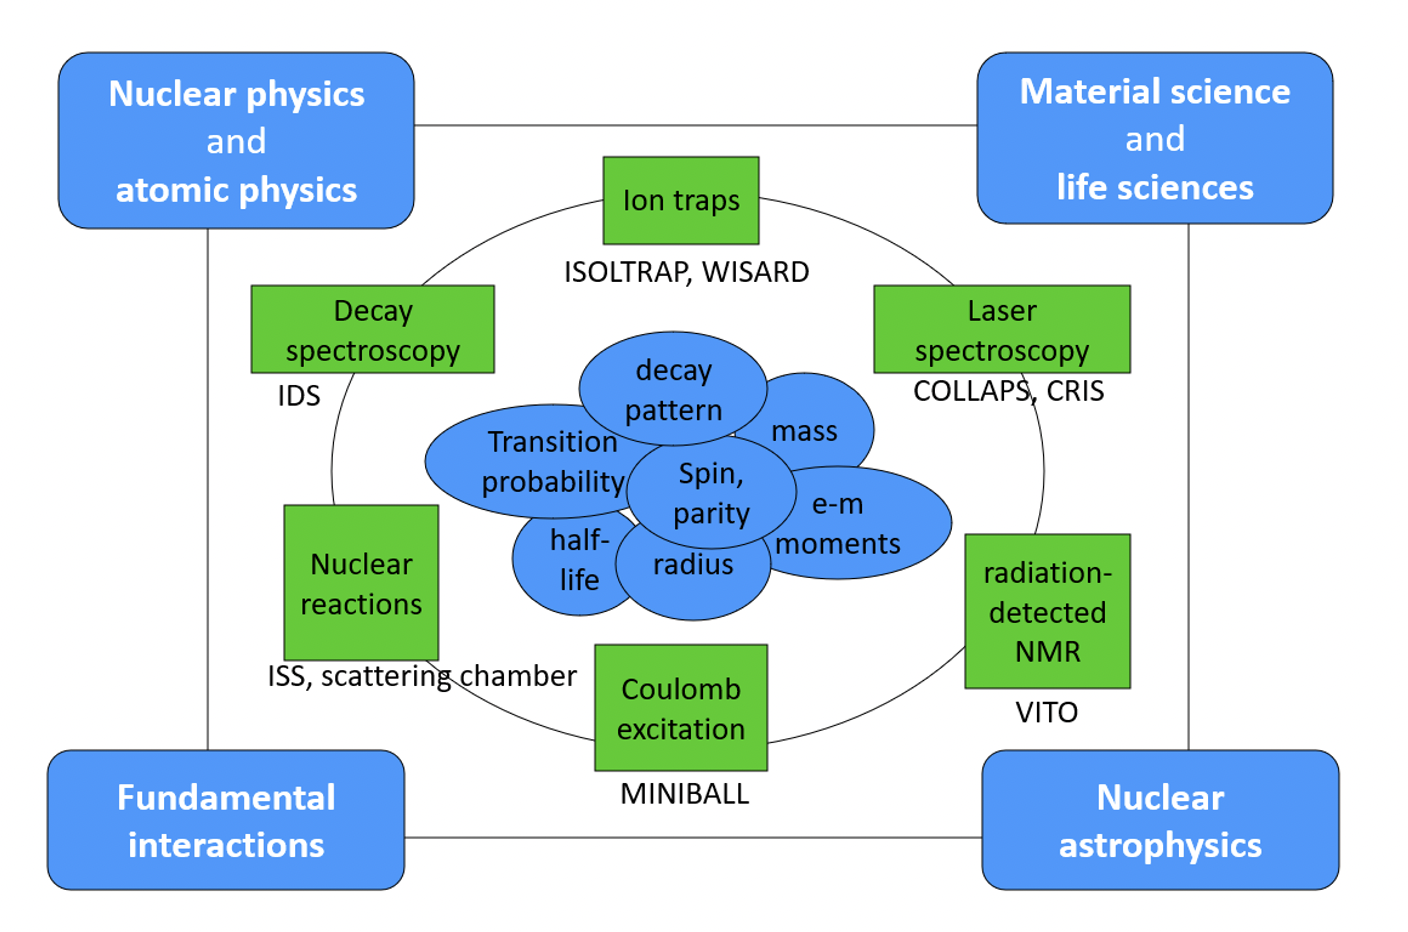 Nuclear physics
and
atomic physics
Material science
and
life sciences
Ion traps
ISOLTRAP, WISARD
Decay
spectroscopy
IDS
Laser
spectroscopy
COLLAPS, CRIS
decay
pattern
mass
Transition
probability
Spin,
parity
e-m
moments
half-
life
radius
Nuclear
reactions
ISS, scattering chamber
radiation-
detected
NMR
VITO
Coulomb
excitation
MINIBALL
Fundamental
interactions
Nuclear
astrophysics